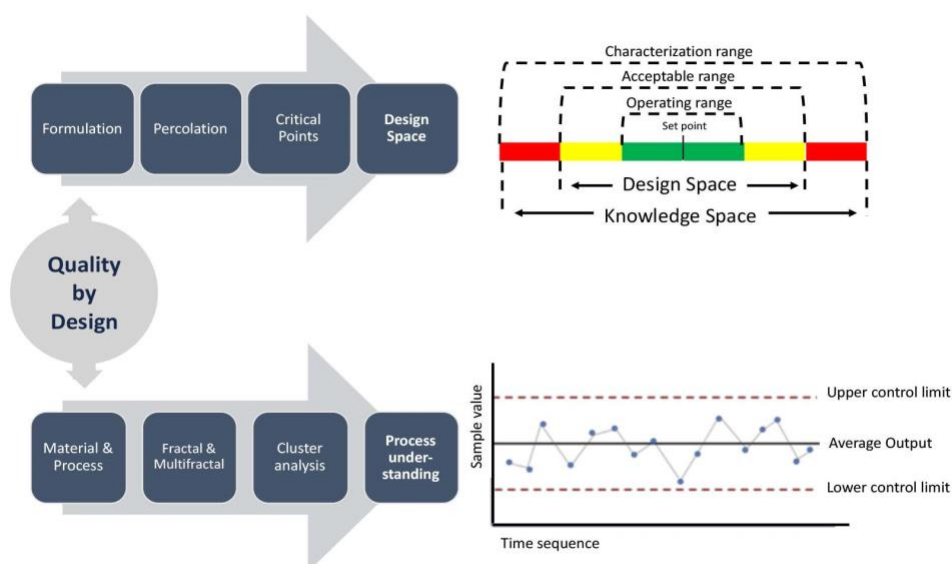 Formulation
Percolation
Critical
Points
Design
Space
Characterization range
Acceptable range
Operating range
Set point
Design Space
Knowledge Space
Quality
by
Design
Material &
Process
Fractal &
Multifractal
Cluster
analysis
Process
under-
standing
Sample value
Upper control limit
Average Output
Lower control limit
Time sequence